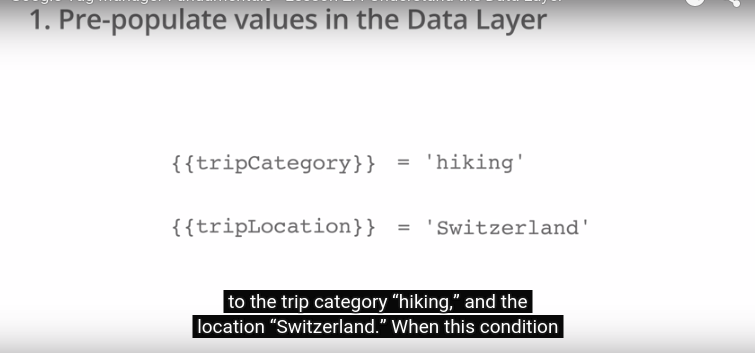 1. Pre-populate values in the Data Layer
{{tripCategory}} = 'hiking'
{{tripLocation}} = 'Switzerland'
to the trip category “hiking,” and the
location “Switzerland.” When this condition